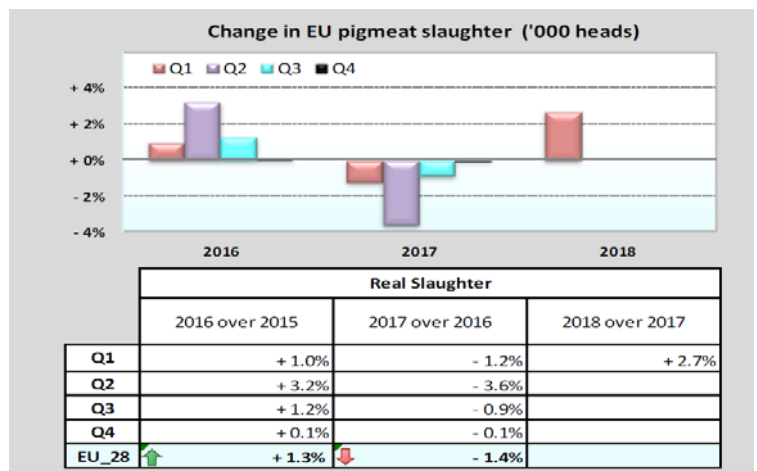 Change in EU pigmeat slaughter ('000 heads)
Q1 Q2 Q3 Q4
+ 4%
+ 2%
+ 0%
- 2%
- 4%
2016 2017 2018
Real Slaughter
2016 over 2015 2017 over 2016 2018 over 2017
Q1 + 1.0% - 1.2% + 2.7%
Q2 + 3.2% - 3.6%
Q3 + 1.2% - 0.9%
Q4 + 0.1% - 0.1%
EU_28 + 1.3% - 1.4%